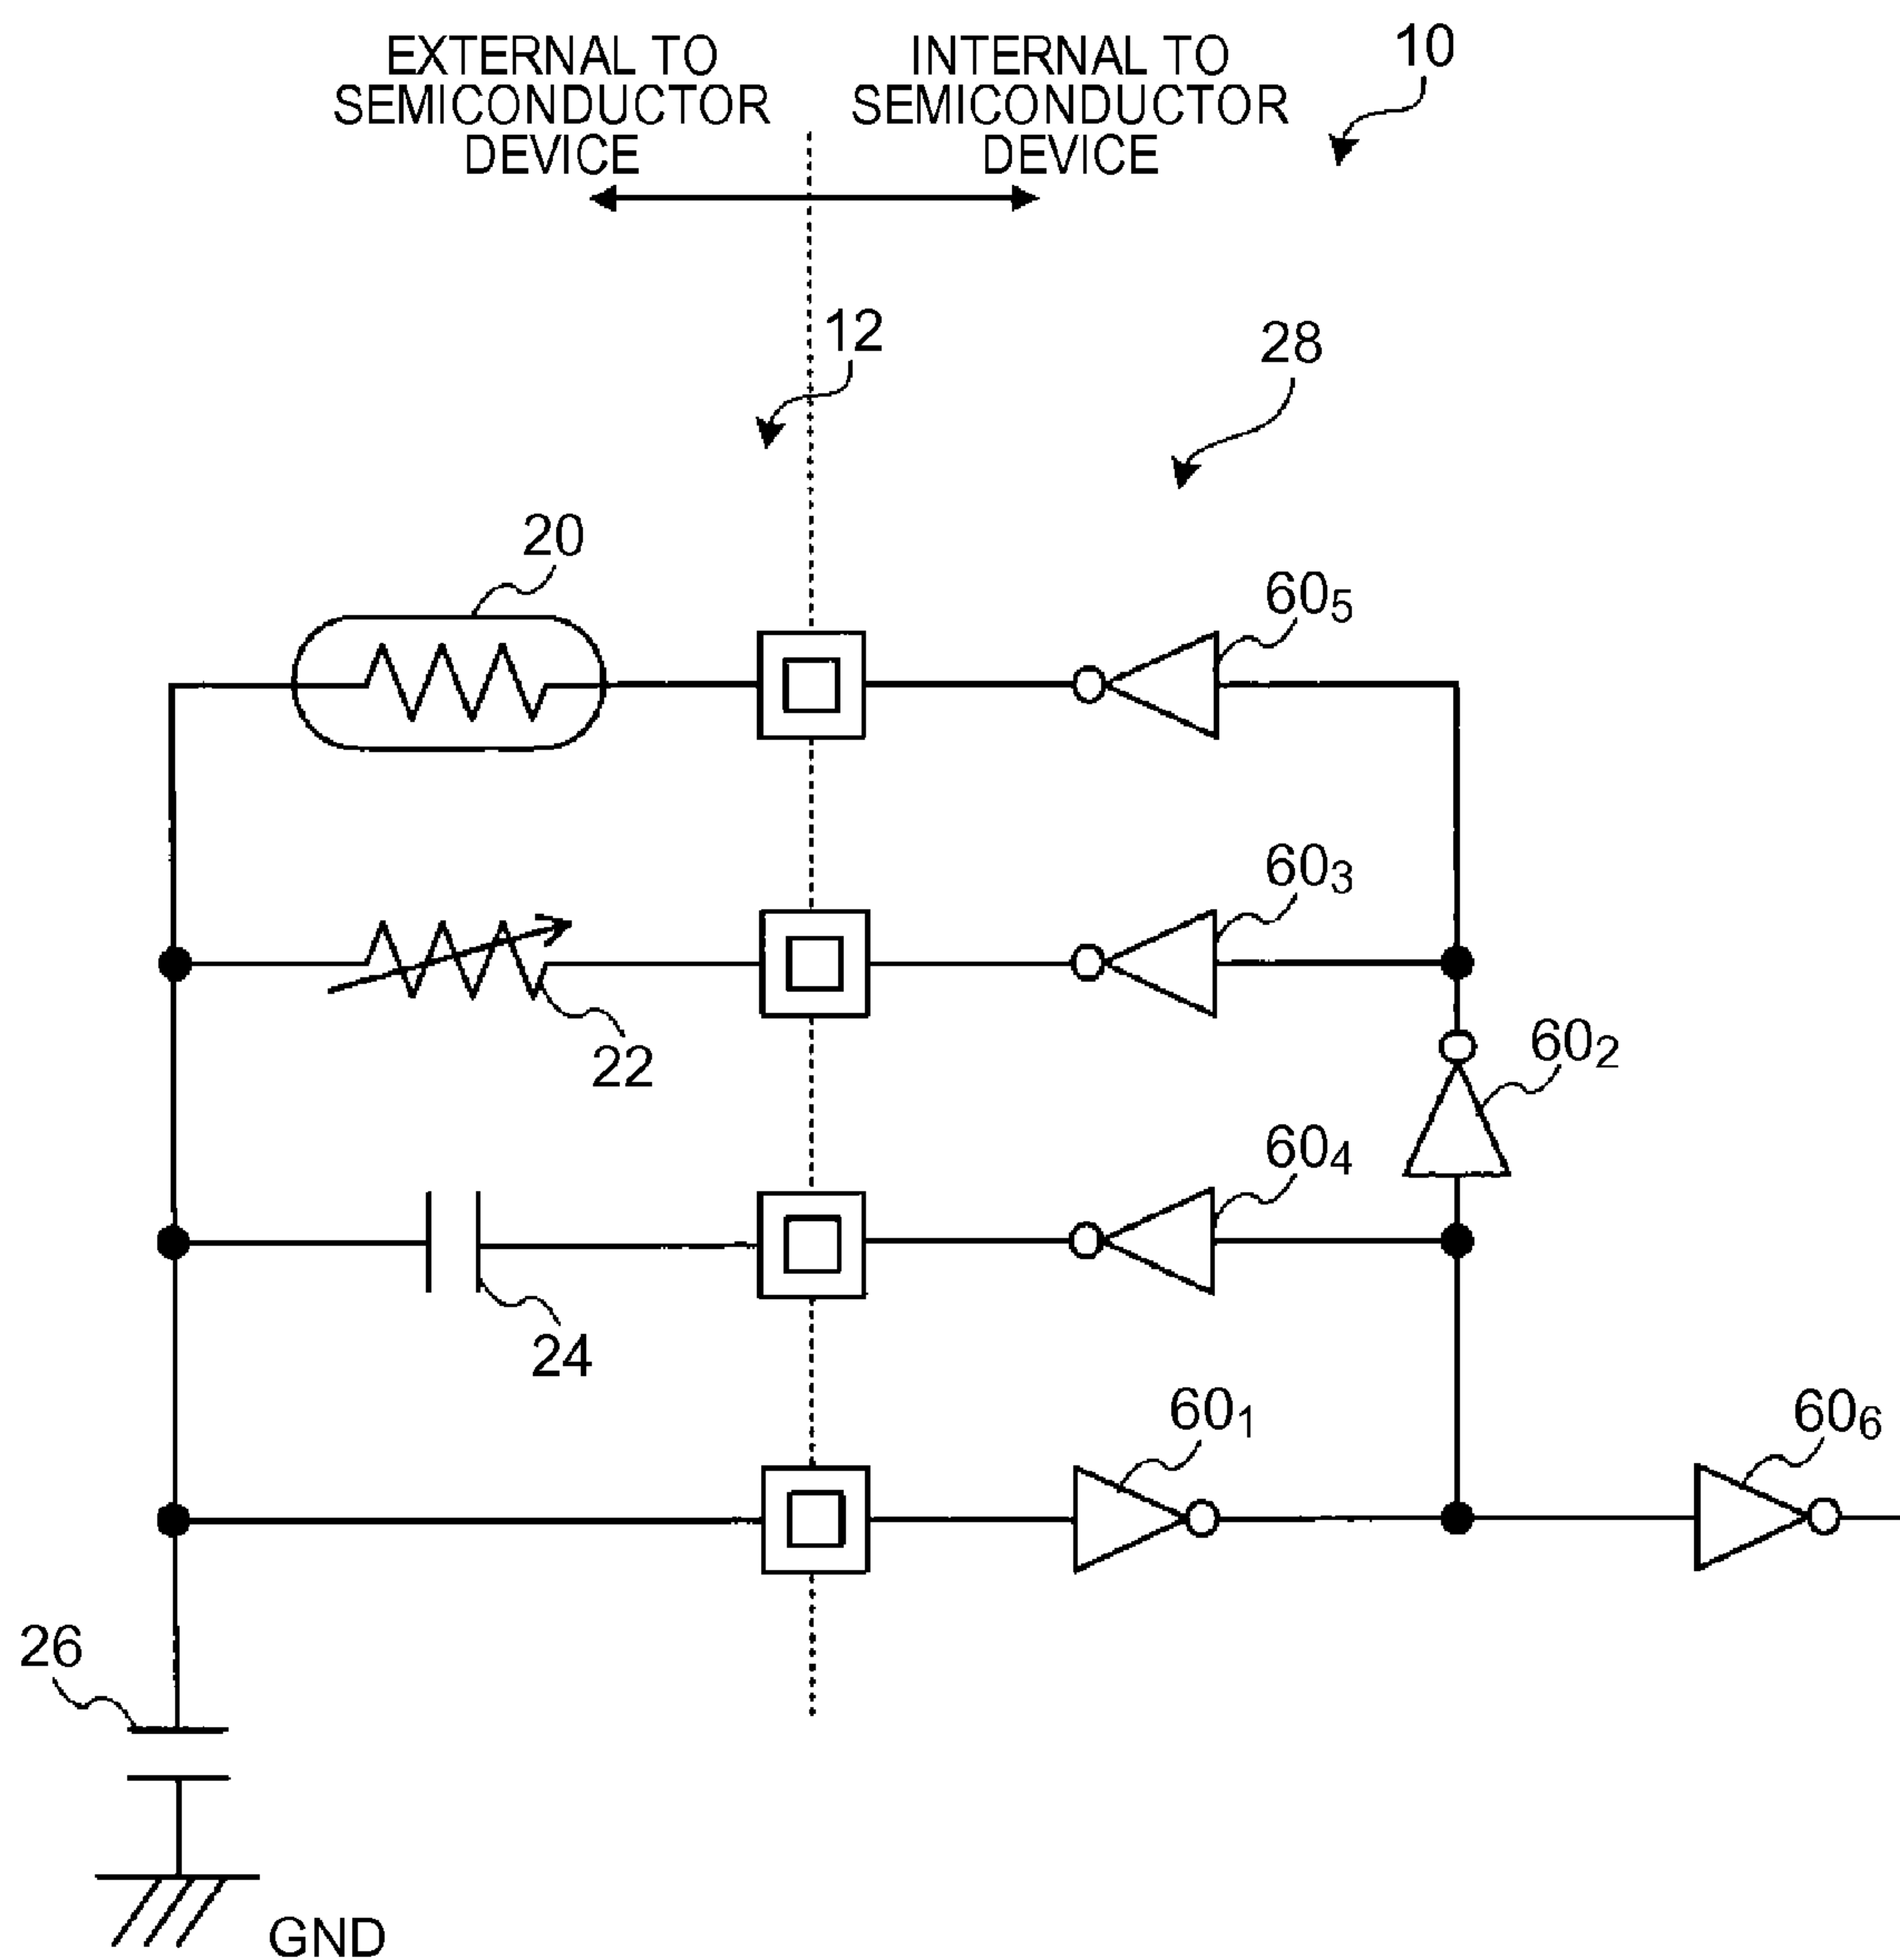 EXTERNAL TO
SEMICONDUCTOR
DEVICE
INTERNAL TO
SEMICONDUCTOR
DEVICE
10
12
28
20
60₅
60₃
22
60₂
60₄
24
60₁
60₆
26
GND